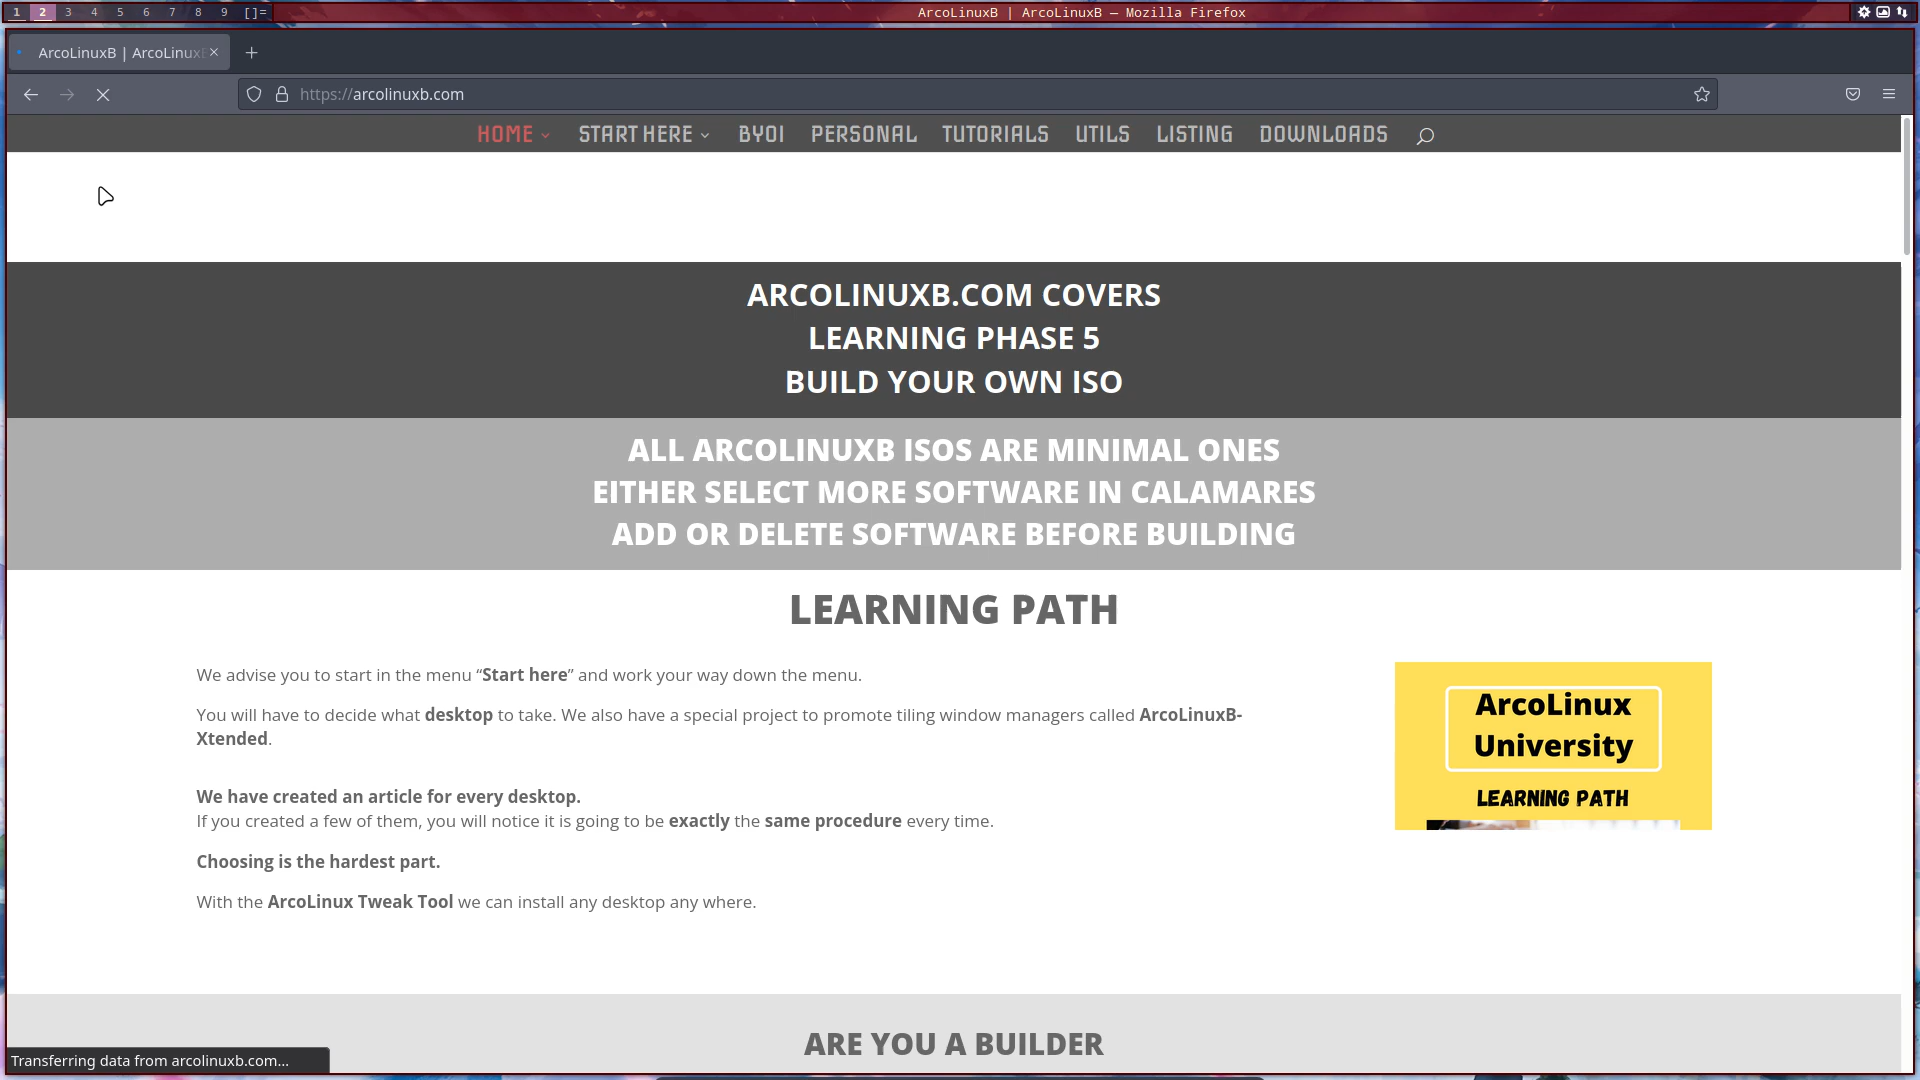 1 2 3 4 5 6 7 8 9 []= ArcoLinuxB | ArcoLinuxB — Mozilla Firefox
ArcoLinuxB | ArcoLinuxB
https://arcolinuxb.com
HOME START HERE BYOI PERSONAL TUTORIALS UTILS LISTING DOWNLOADS
ARCOLINUXB.COM COVERS
LEARNING PHASE 5
BUILD YOUR OWN ISO
ALL ARCOLINUXB ISOS ARE MINIMAL ONES
EITHER SELECT MORE SOFTWARE IN CALAMARES
ADD OR DELETE SOFTWARE BEFORE BUILDING
LEARNING PATH
We advise you to start in the menu “Start here” and work your way down the menu.
You will have to decide what desktop to take. We also have a special project to promote tiling window managers called ArcoLinuxB-
Xtended.
We have created an article for every desktop.
If you created a few of them, you will notice it is going to be exactly the same procedure every time.
Choosing is the hardest part.
With the ArcoLinux Tweak Tool we can install any desktop any where.
ArcoLinux
University
LEARNING PATH
ARE YOU A BUILDER
Transferring data from arcolinuxb.com...